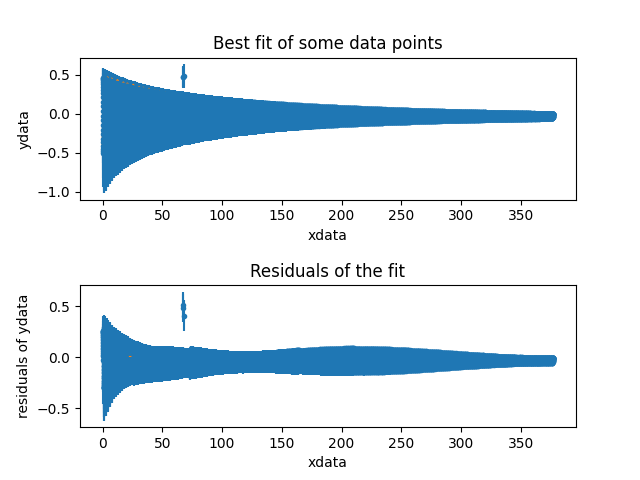 Best fit of some data points
0.5
0.0
−0.5
−1.0
ydata
0 50 100 150 200 250 300 350
xdata
Residuals of the fit
0.5
0.0
−0.5
residuals of ydata
0 50 100 150 200 250 300 350
xdata